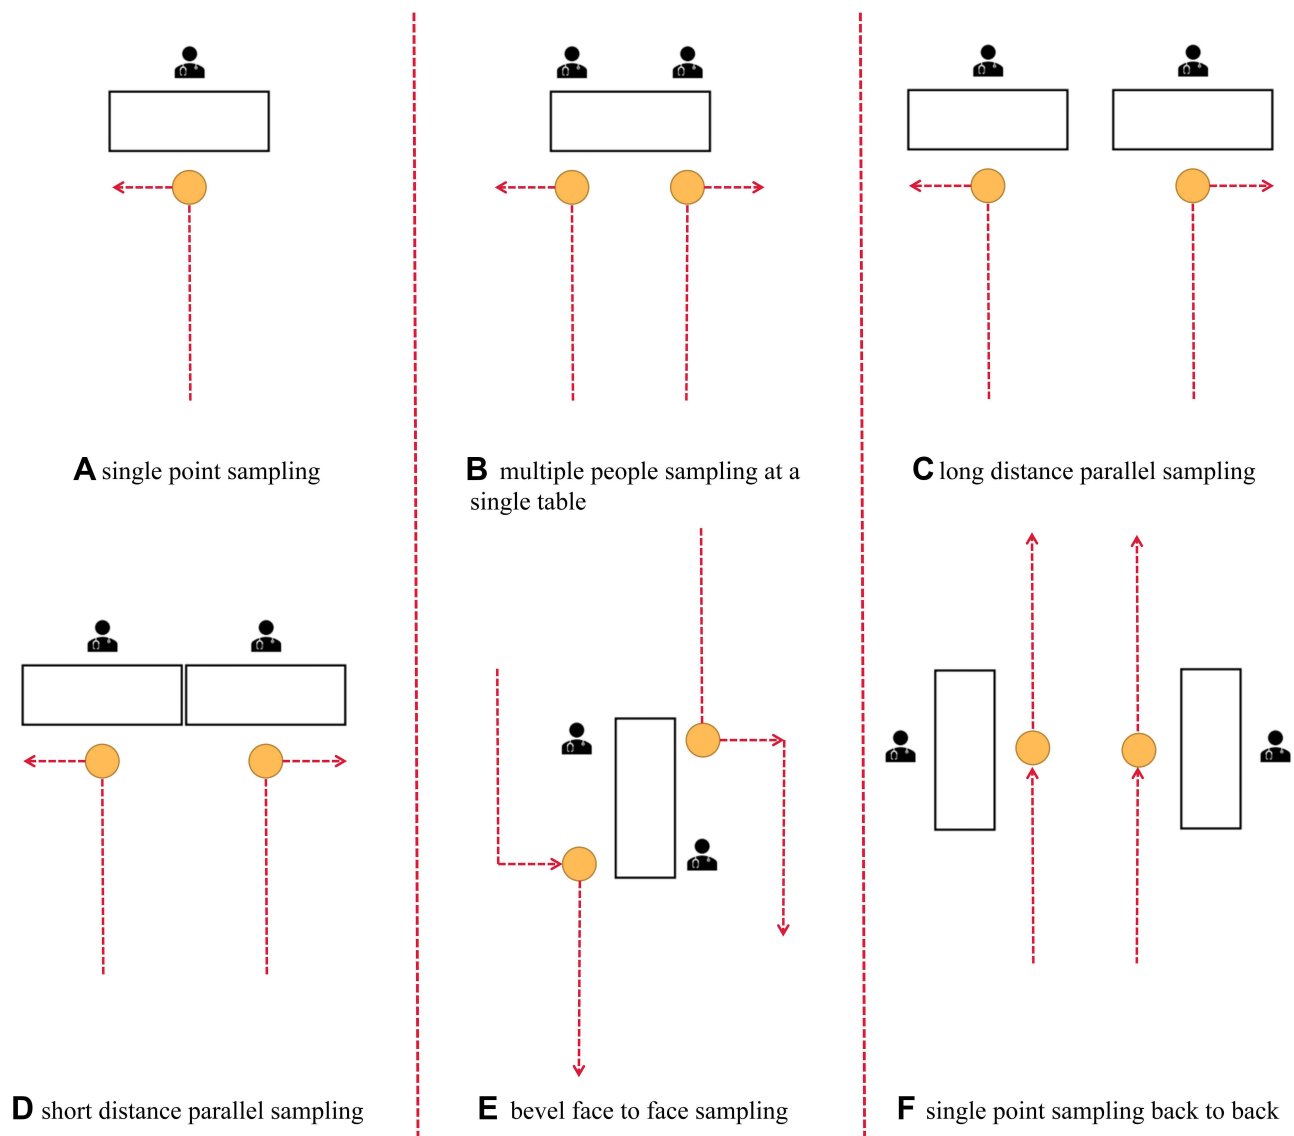 A single point sampling
B multiple people sampling at a
single table
C long distance parallel sampling
D short distance parallel sampling
E bevel face to face sampling
F single point sampling back to back